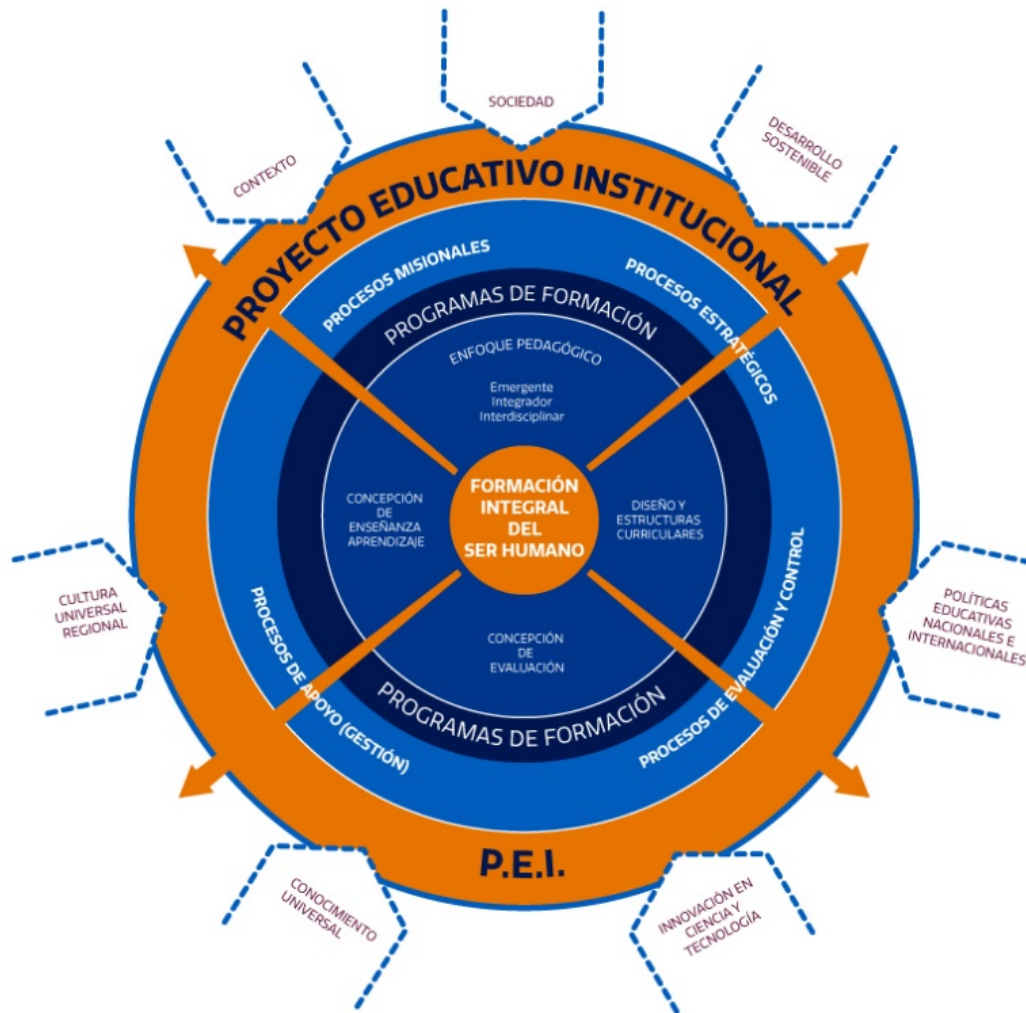 SOCIEDAD
CONTEXTO
DESARROLLO
SOSTENIBLE
PROYECTO EDUCATIVO INSTITUCIONAL
PROCESOS MISIONALES
PROCESOS ESTRATÉGICOS
PROGRAMAS DE FORMACIÓN
ENFOQUE PEDAGÓGICO
Emergente
Integrador
Interdisciplinar
FORMACIÓN
INTEGRAL
DEL
SER HUMANO
CONCEPCIÓN
DE
ENSEÑANZA
APRENDIZAJE
DISEÑO Y
ESTRUCTURAS
CURRICULARES
CULTURA
UNIVERSAL
REGIONAL
POLÍTICAS
EDUCATIVAS
NACIONALES E
INTERNACIONALES
CONCEPCIÓN
DE
EVALUACIÓN
PROCESOS DE APOYO (GESTIÓN)
PROCESOS DE EVALUACIÓN Y CONTROL
PROGRAMAS DE FORMACIÓN
P.E.I.
CONOCIMIENTO
UNIVERSAL
INNOVACIÓN EN
CIENCIA Y
TECNOLOGÍA